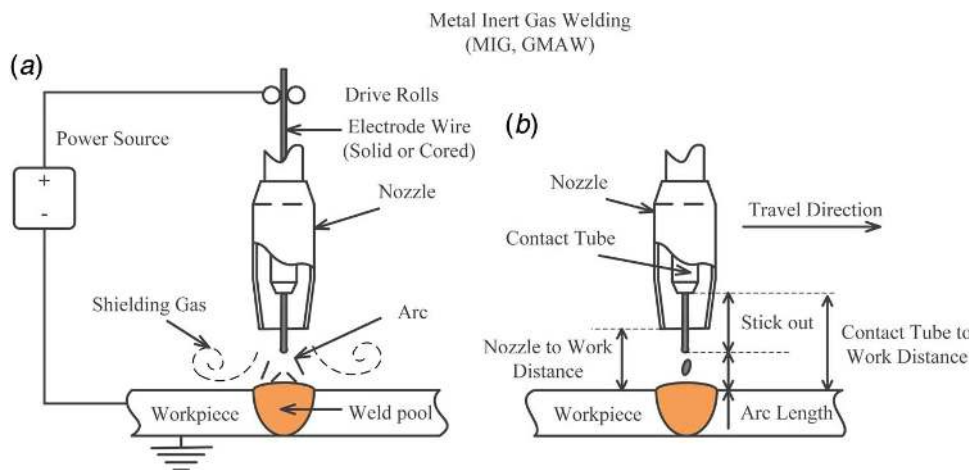 Metal Inert Gas Welding
(MIG, GMAW)
(a)
Drive Rolls
Electrode Wire
(Solid or Cored)
Power Source
+
-
Nozzle
Shielding Gas
Arc
Workpiece
Weld pool
(b)
Nozzle
Travel Direction
Contact Tube
Stick out
Contact Tube to
Work Distance
Nozzle to Work
Distance
Workpiece
Arc Length